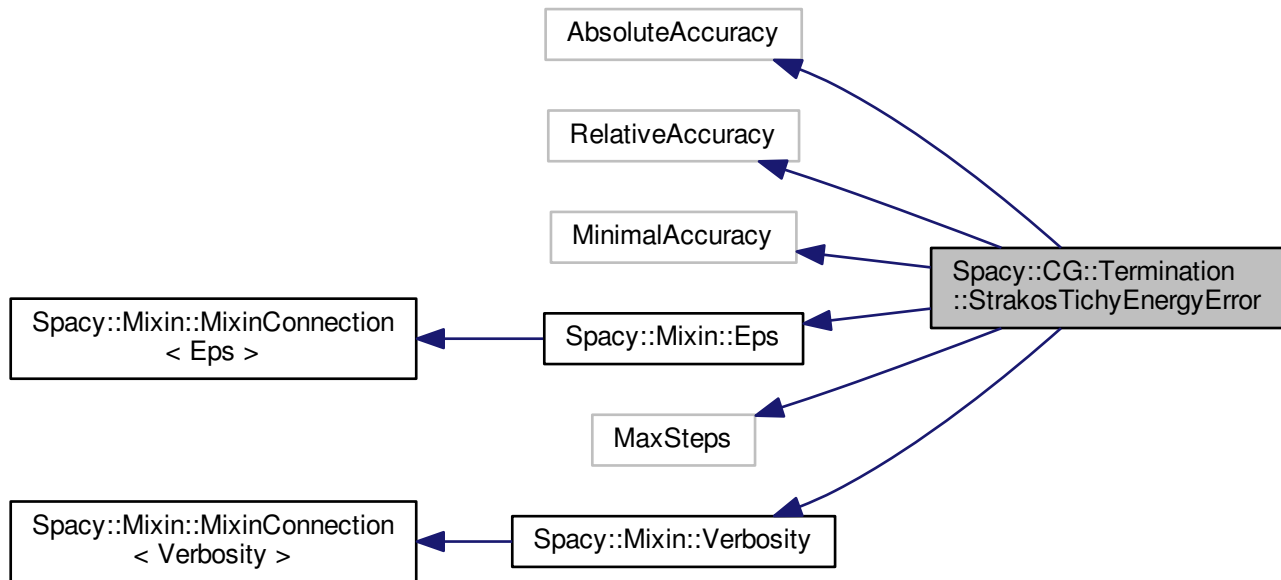 AbsoluteAccuracy
RelativeAccuracy
MinimalAccuracy
Spacy::CG::Termination
::StrakosTichyEnergyError
Spacy::Mixin::MixinConnection
< Eps >
Spacy::Mixin::Eps
MaxSteps
Spacy::Mixin::MixinConnection
< Verbosity >
Spacy::Mixin::Verbosity